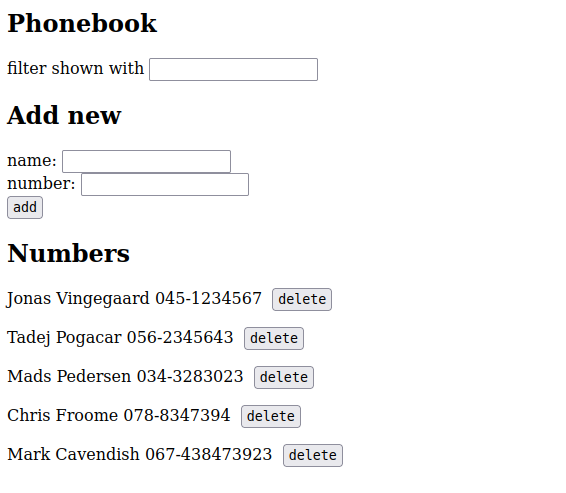 Phonebook
filter shown with
Add new
name:
number:
add
Numbers
Jonas Vingegaard 045-1234567 delete
Tadej Pogacar 056-2345643 delete
Mads Pedersen 034-3283023 delete
Chris Froome 078-8347394 delete
Mark Cavendish 067-438473923 delete